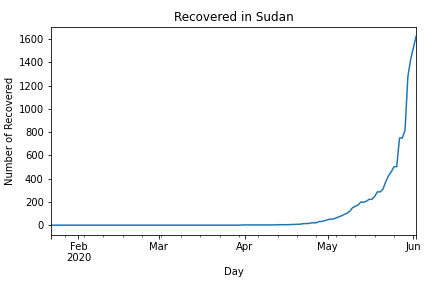 Recovered in Sudan
Number of Recovered
1600
1400
1200
1000
800
600
400
200
0
Feb
2020
Mar
Apr
May
Jun
Day